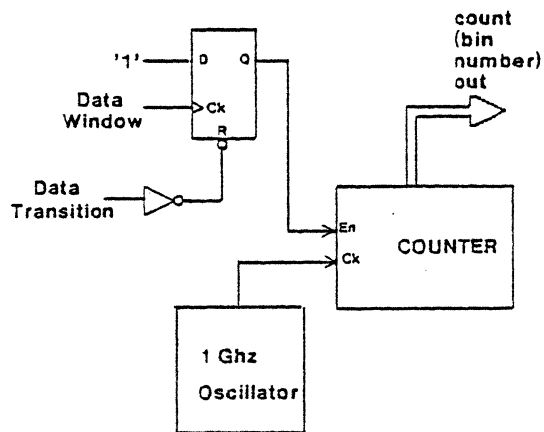 count
(bin
number)
out
'1'
D
Q
Data
Window
Ck
R
Data
Transition
En
Ck
COUNTER
1 Ghz
Oscillator